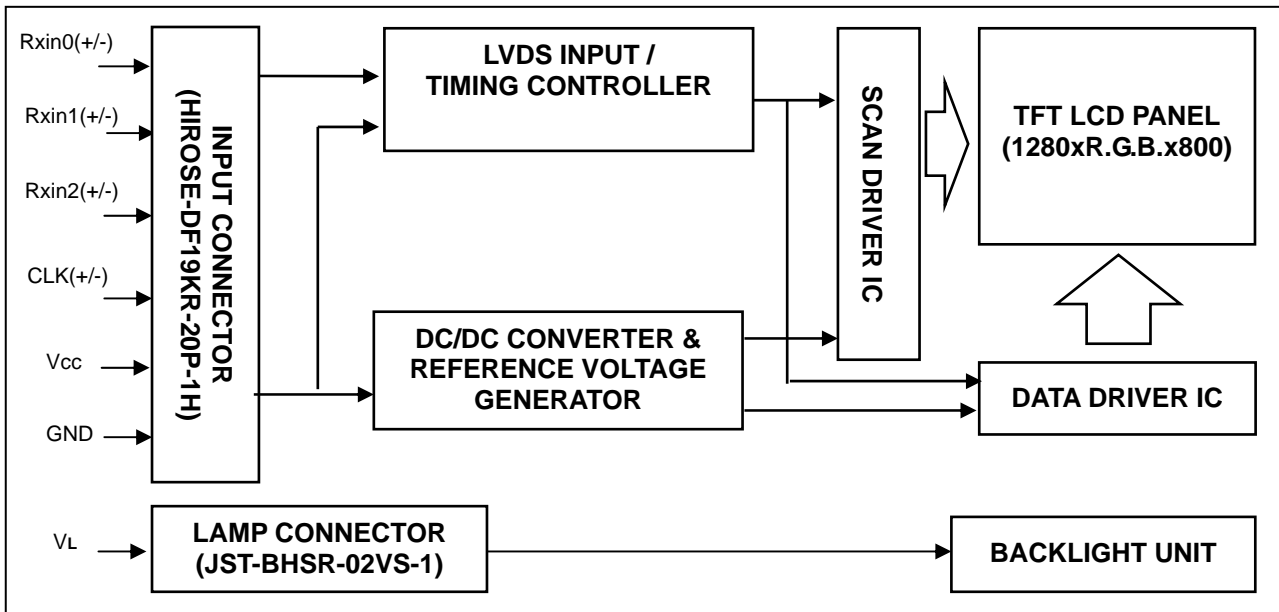 Rxin0(+/-)
Rxin1(+/-)
Rxin2(+/-)
CLK(+/-)
Vcc
GND
INPUT CONNECTOR
(HIROSE-DF19KR-20P-1H)
LVDS INPUT /
TIMING CONTROLLER
DC/DC CONVERTER &
REFERENCE VOLTAGE
GENERATOR
SCAN DRIVER IC
TFT LCD PANEL
(1280xR.G.B.x800)
DATA DRIVER IC
VL
LAMP CONNECTOR
(JST-BHSR-02VS-1)
BACKLIGHT UNIT